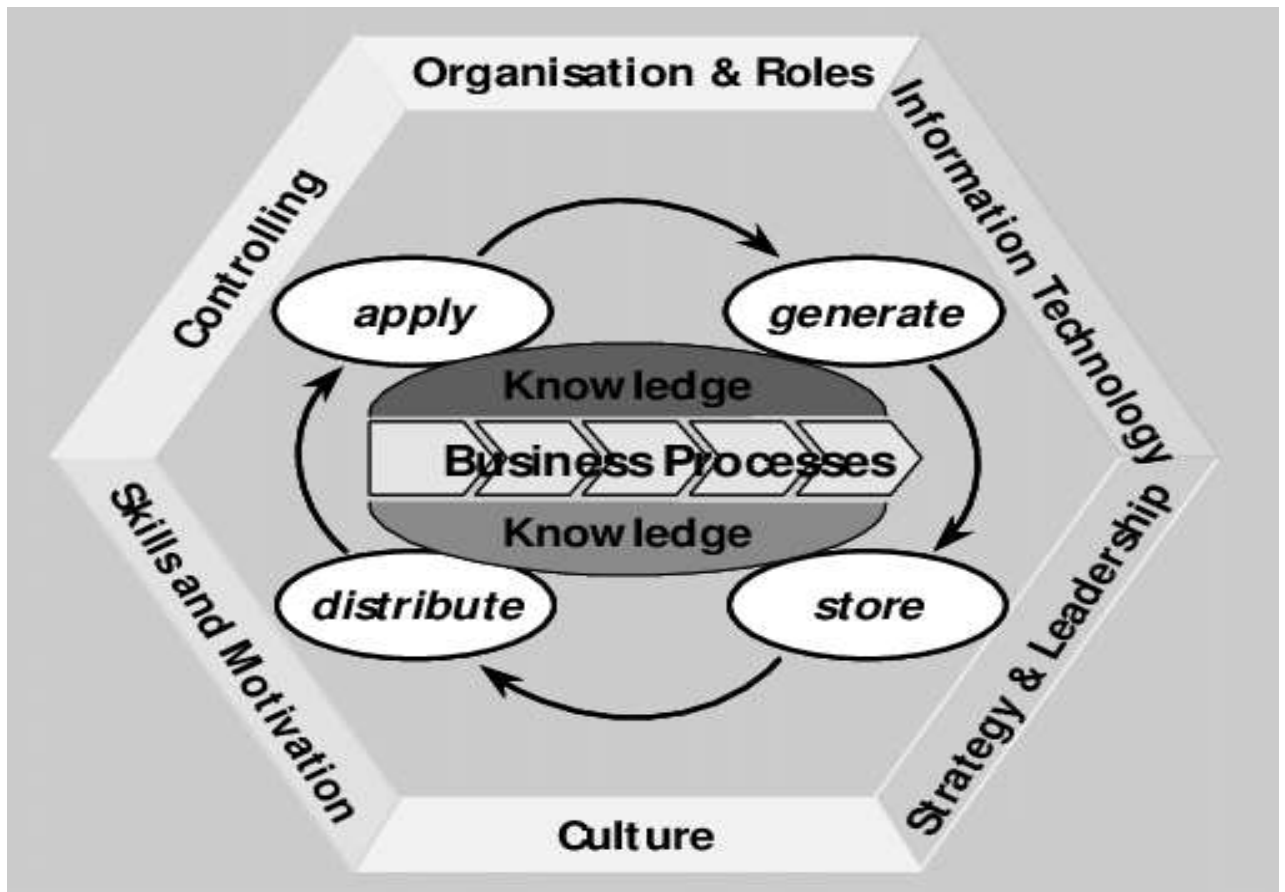 Organisation & Roles
Information Technology
Controlling
apply
generate
Knowledge
Business Processes
Knowledge
Skills and Motivation
distribute
store
Strategy & Leadership
Culture